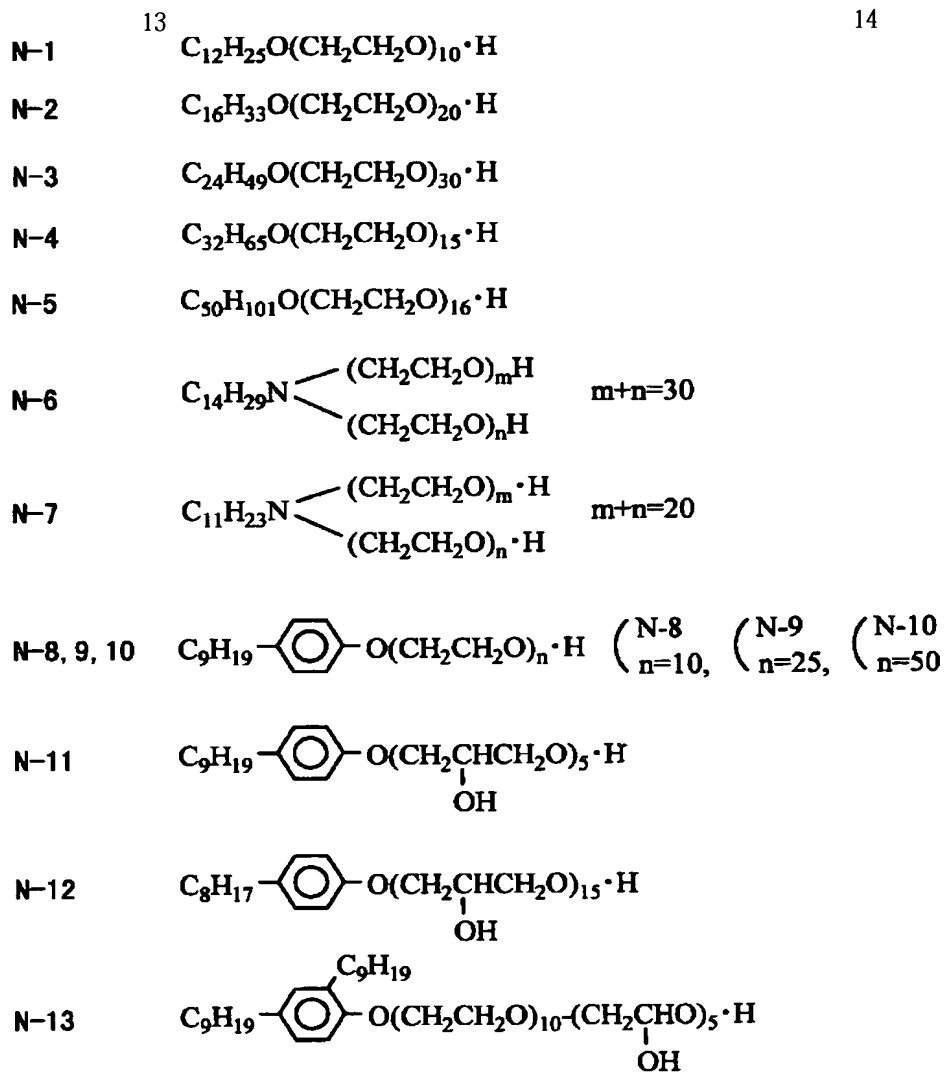 13 14
N-1 C₁₂H₂₅O(CH₂CH₂O)₁₀·H
N-2 C₁₆H₃₃O(CH₂CH₂O)₂₀·H
N-3 C₂₄H₄₉O(CH₂CH₂O)₃₀·H
N-4 C₃₂H₆₅O(CH₂CH₂O)₁₅·H
N-5 C₅₀H₁₀₁O(CH₂CH₂O)₁₆·H
(CH₂CH₂O)ₘH
N-6 C₁₄H₂₉N m+n=30
(CH₂CH₂O)ₙH
(CH₂CH₂O)ₘ·H
N-7 C₁₁H₂₃N m+n=20
(CH₂CH₂O)ₙ·H
N-8, 9, 10 C₉H₁₉ O(CH₂CH₂O)ₙ·H (N-8 n=10, (N-9 n=25, (N-10 n=50
N-11 C₉H₁₉ O(CH₂CHCH₂O)₅·H
OH
N-12 C₈H₁₇ O(CH₂CHCH₂O)₁₅·H
OH
C₉H₁₉
N-13 C₉H₁₉ O(CH₂CH₂O)₁₀-(CH₂CHO)₅·H
OH